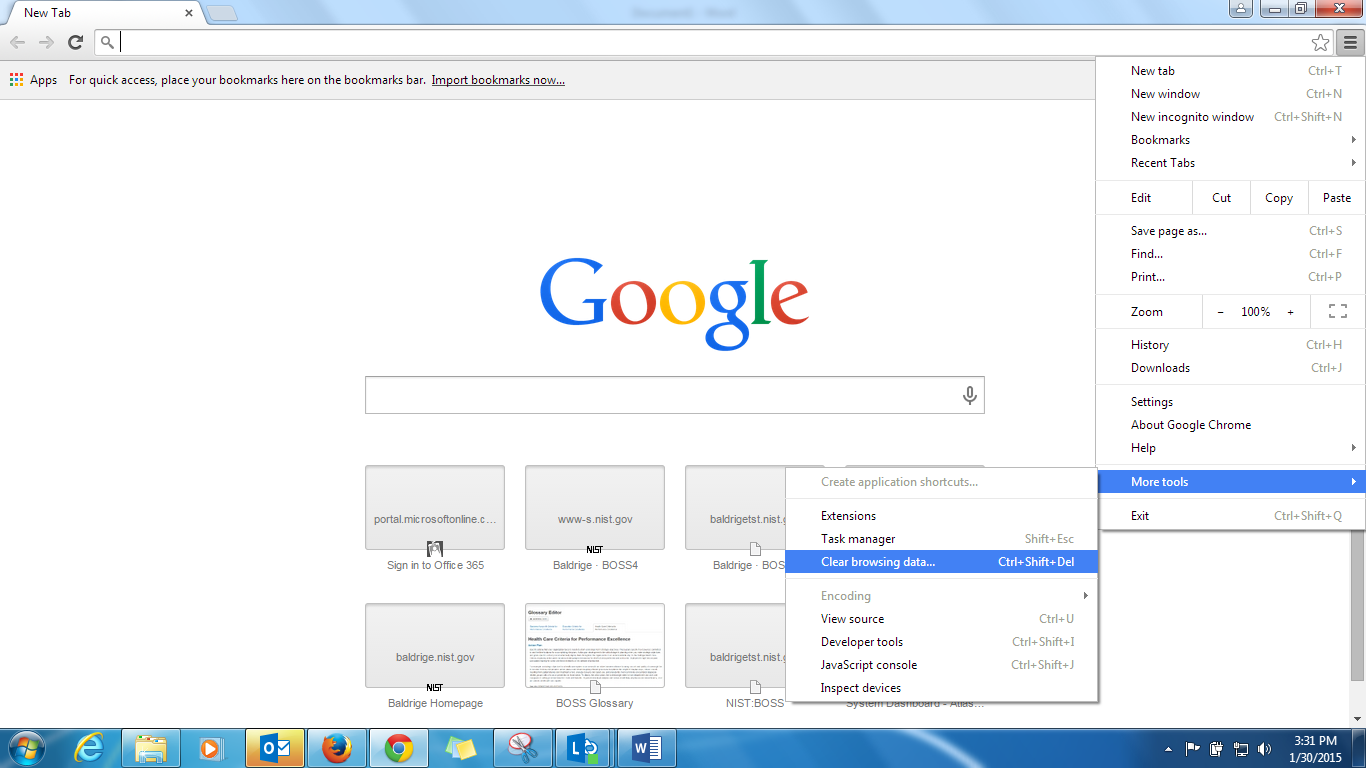 New Tab
Apps For quick access, place your bookmarks here on the bookmarks bar. Import bookmarks now...
New tab Ctrl+T
New window Ctrl+N
New incognito window Ctrl+Shift+N
Bookmarks
Recent Tabs
Edit Cut Copy Paste
Save page as... Ctrl+S
Find... Ctrl+F
Print... Ctrl+P
Zoom − 100% +
History Ctrl+H
Downloads Ctrl+J
Settings
About Google Chrome
Help
More tools
Exit Ctrl+Shift+Q
Google
Create application shortcuts...
Extensions
Task manager Shift+Esc
Clear browsing data... Ctrl+Shift+Del
Encoding
View source Ctrl+U
Developer tools Ctrl+Shift+I
JavaScript console Ctrl+Shift+J
Inspect devices
portal.microsoftonline.c...
Sign in to Office 365
www-s.nist.gov
NIST
Baldrige · BOSS4
baldrigetst.nist.g
Baldrige · BOS
baldrige.nist.gov
NIST
Baldrige Homepage
Glossary Editor
Health Care Criteria for Performance Excellence
BOSS Glossary
baldrigetst.nist.g
NIST:BOSS
System Dashboard - Atlas...
3:31 PM
1/30/2015